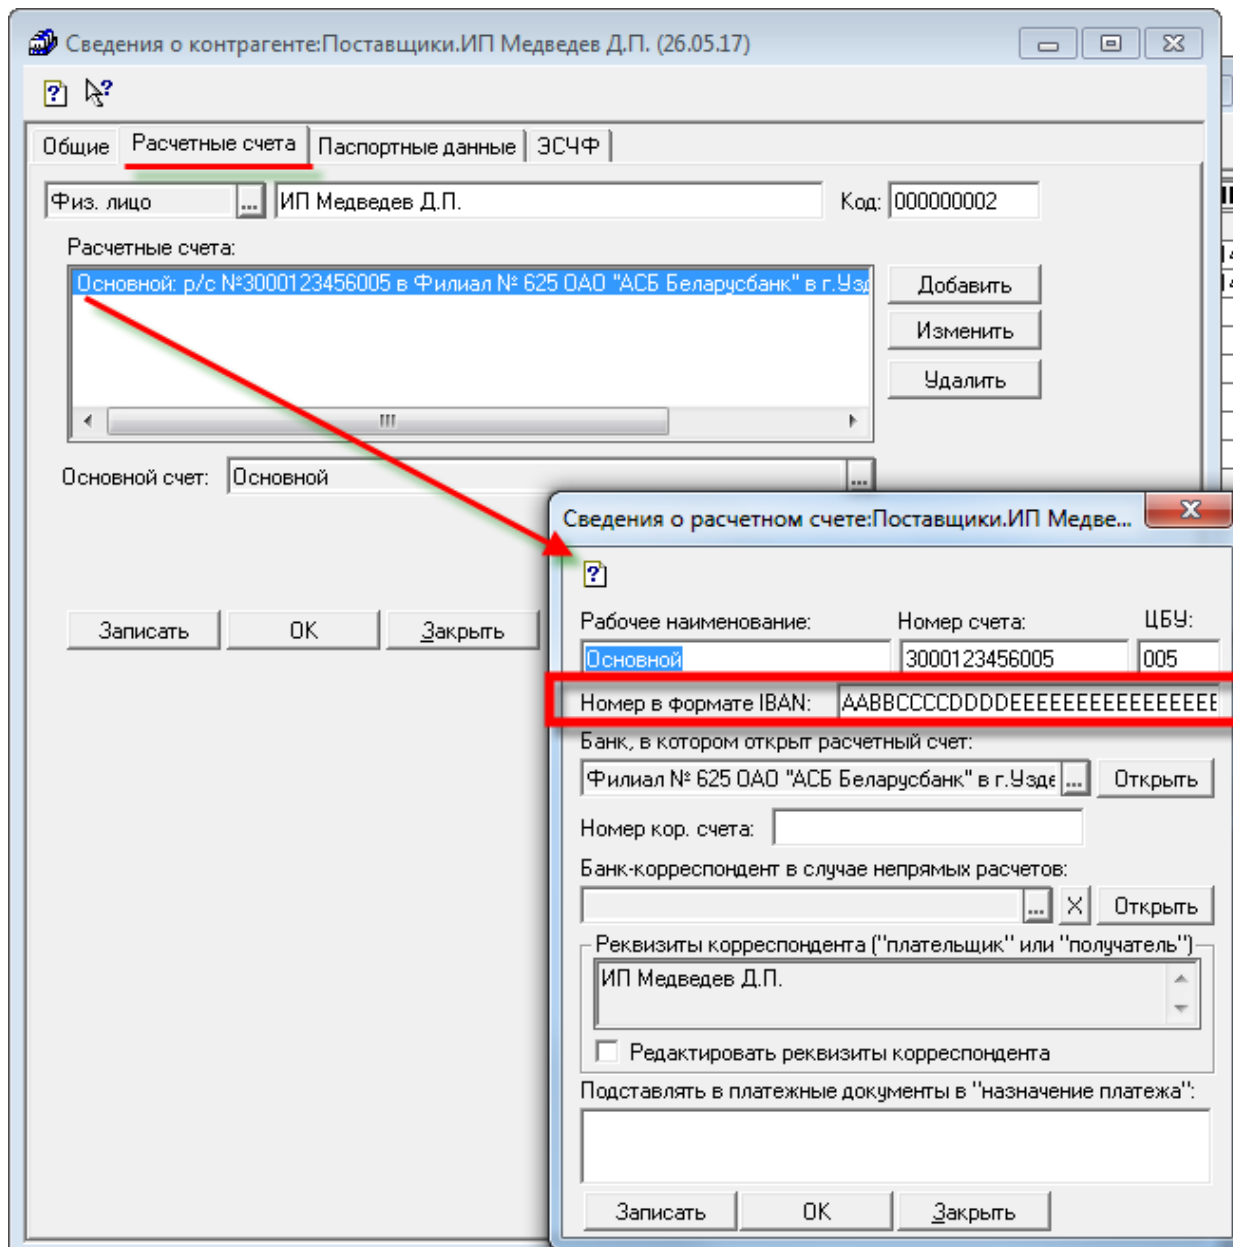 Сведения о контрагенте:Поставщики.ИП Медведев Д.П. (26.05.17)
Общие Расчетные счета Паспортные данные ЭСЧФ
Физ. лицо ... ИП Медведев Д.П. Код: 000000002
Расчетные счета:
Основной: р/с №3000123456005 в Филиал № 625 ОАО "АСБ Беларусбанк" в г.Узд
Добавить
Изменить
Удалить
Основной счет: Основной ...
Записать ОК Закрыть
Сведения о расчетном счете:Поставщики.ИП Медве...
Рабочее наименование: Номер счета: ЦБУ:
Основной 3000123456005 005
Номер в формате IBAN: AABBCCCCDDDDEEEEEEEEEEEEEEEE
Банк, в котором открыт расчетный счет:
Филиал № 625 ОАО "АСБ Беларусбанк" в г.Узде ... Открыть
Номер кор. счета:
Банк-корреспондент в случае непрямых расчетов:
... X Открыть
Реквизиты корреспондента ("плательщик" или "получатель")
ИП Медведев Д.П.
Редактировать реквизиты корреспондента
Подставлять в платежные документы в "назначение платежа":
Записать ОК Закрыть